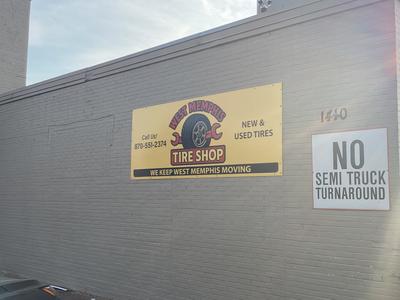 WEST MEMPHIS
Call Us!
870-551-2374
NEW &
USED TIRES
TIRE SHOP
WE KEEP WEST MEMPHIS MOVING
1410
NO
SEMI TRUCK
TURNAROUND